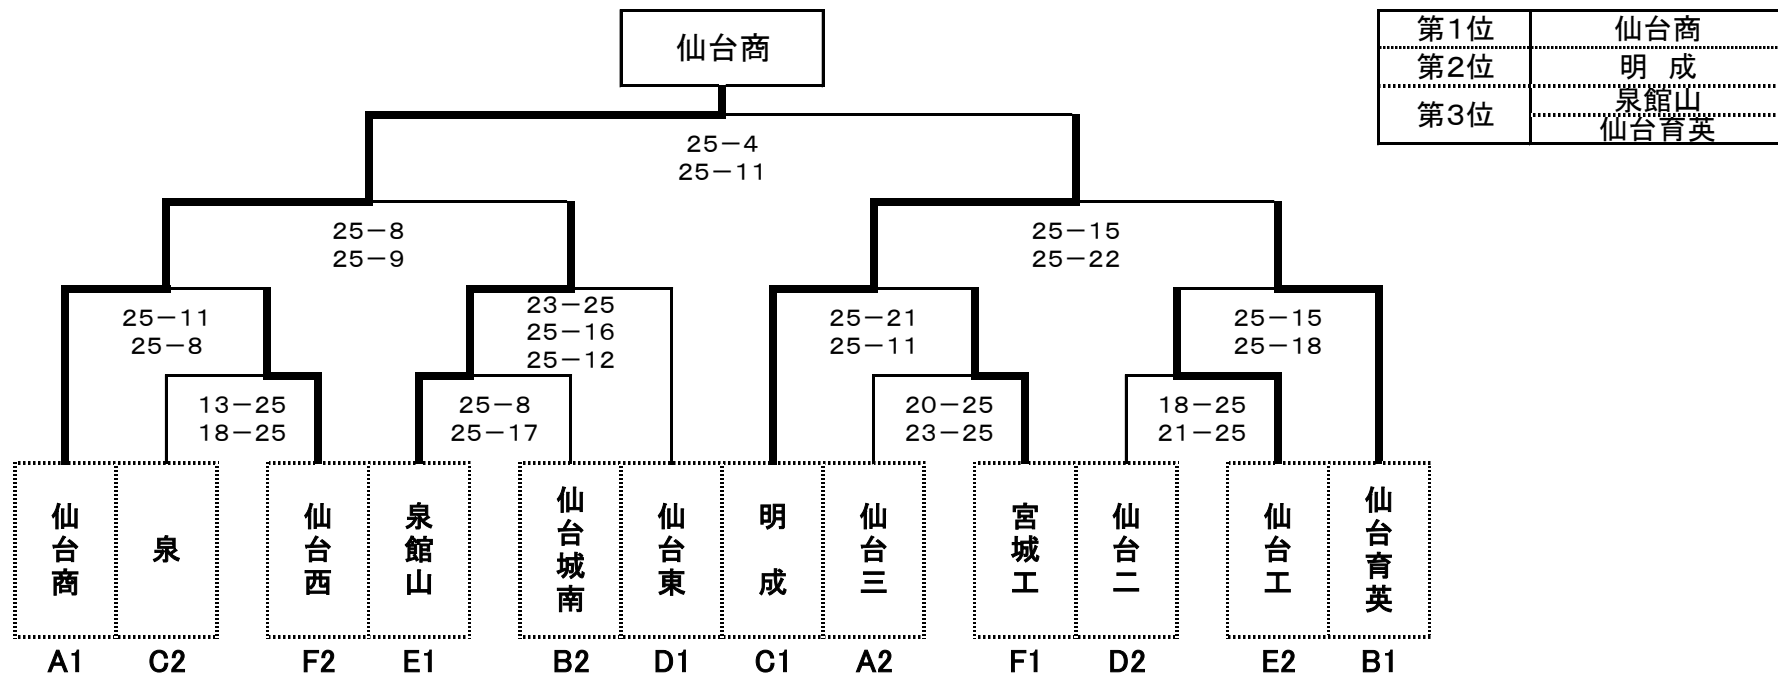 仙台商
第1位 仙台商
第2位 明 成
第3位 泉館山
仙台育英
25－4
25－11
25－8
25－9
25－15
25－22
25－11
25－8
23－25
25－16
25－12
25－21
25－11
25－15
25－18
13－25
18－25
25－8
25－17
20－25
23－25
18－25
21－25
仙台商
泉
仙台西
泉館山
仙台城南
仙台東
明 成
仙台三
宮城工
仙台二
仙台工
仙台育英
A1 C2 F2 E1 B2 D1 C1 A2 F1 D2 E2 B1